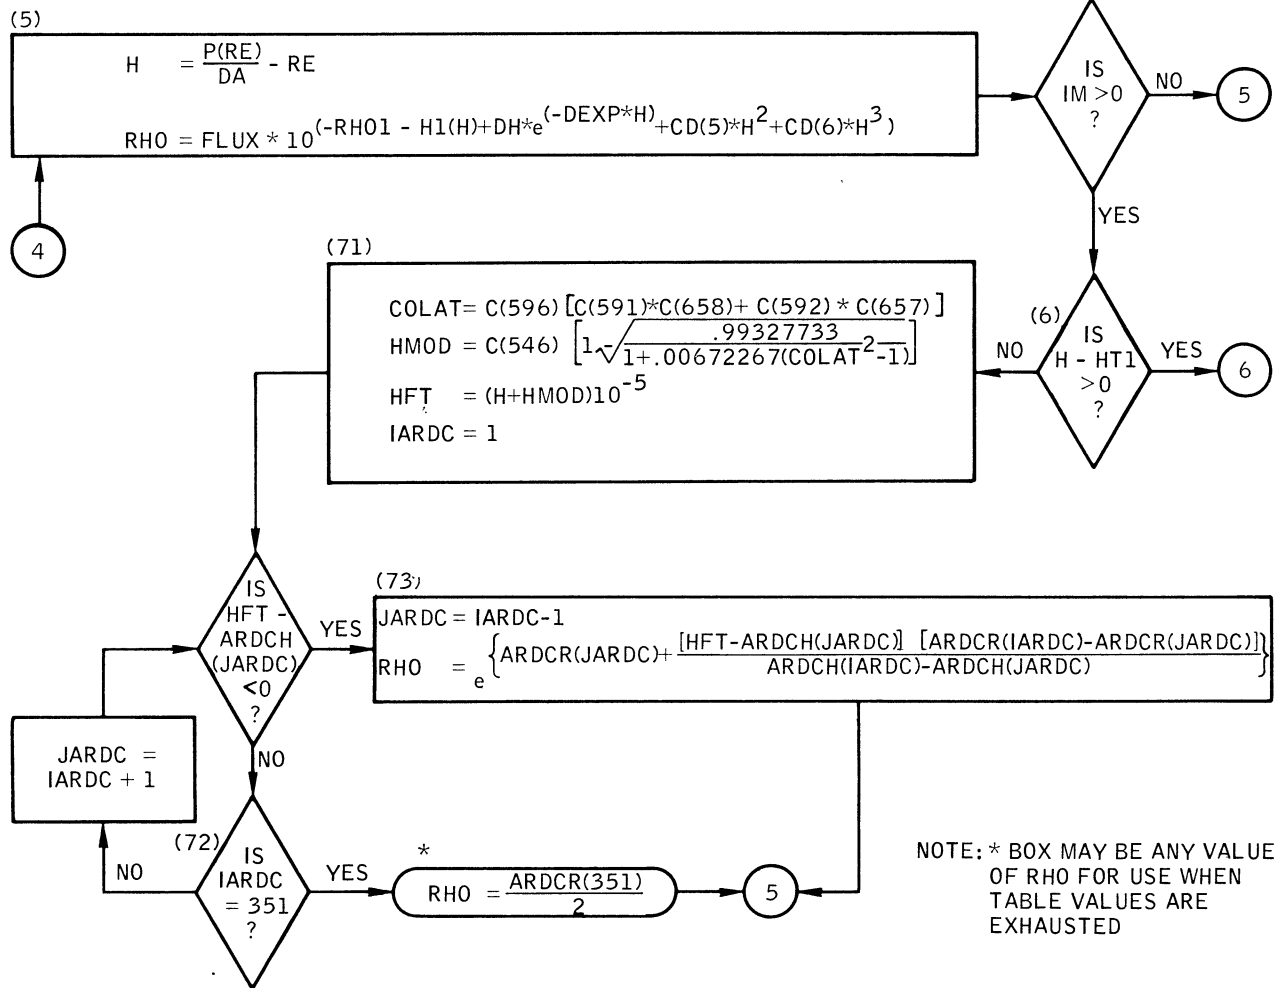 (5)
H = P(RE)/DA - RE
RHO = FLUX * 10^(-RHO1 - H1(H)+DH*e^(-DEXP*H)+CD(5)*H^2+CD(6)*H^3)
IS
IM >0
?
NO
5
YES
4
(71)
COLAT= C(596) [C(591)*C(658)+ C(592) * C(657)]
HMOD = C(546) [1-√(.99327733/(1+.00672267(COLAT^2-1)))]
HFT = (H+HMOD)10^-5
IARDC = 1
(6)
IS
H - HT1
>0
?
NO
YES
6
IS
HFT -
ARDCH
(JARDC)
<0
?
YES
NO
(73)
JARDC = IARDC-1
RHO = e^{ARDCR(JARDC)+[HFT-ARDCH(JARDC)] [ARDCR(IARDC)-ARDCR(JARDC)]/ARDCH(IARDC)-ARDCH(JARDC)}
JARDC =
IARDC + 1
(72)
IS
IARDC
= 351
?
NO
YES
*
RHO = ARDCR(351)/2
5
NOTE: * BOX MAY BE ANY VALUE
OF RHO FOR USE WHEN
TABLE VALUES ARE
EXHAUSTED